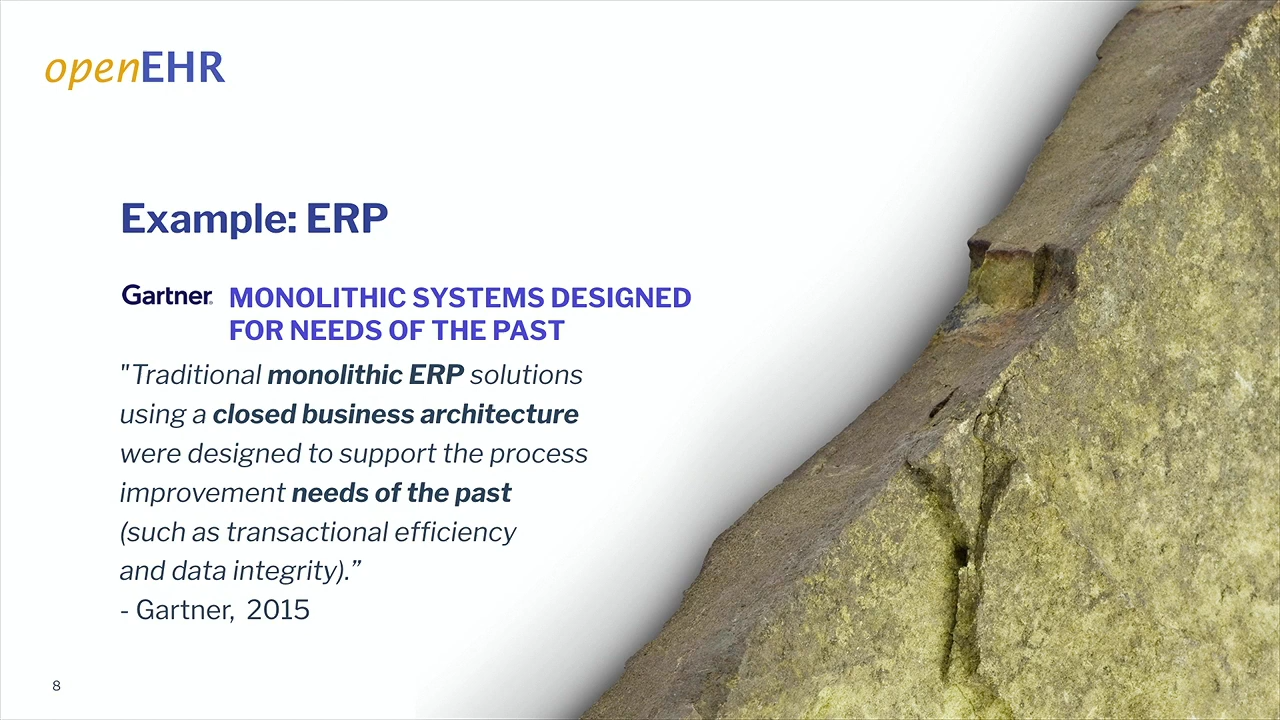 openEHR
Example: ERP
Gartner® MONOLITHIC SYSTEMS DESIGNED
FOR NEEDS OF THE PAST
"Traditional monolithic ERP solutions
using a closed business architecture
were designed to support the process
improvement needs of the past
(such as transactional efficiency
and data integrity).”
- Gartner, 2015
8